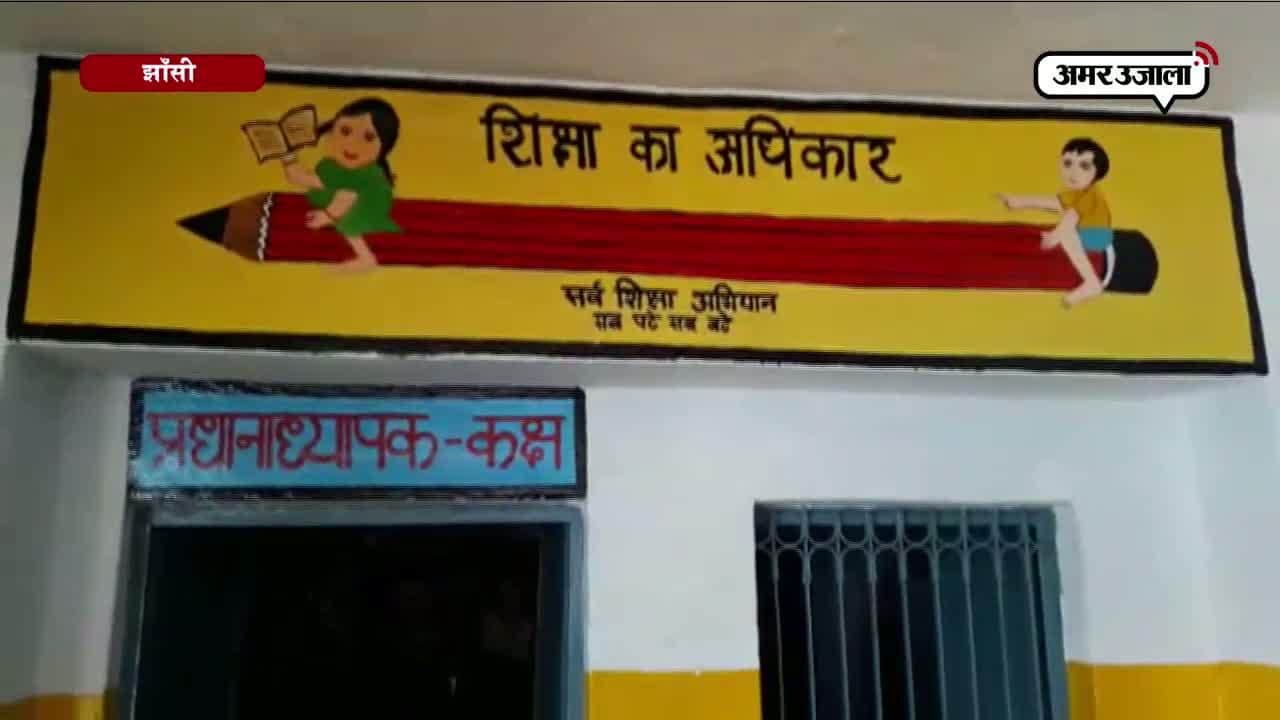 झाँसी
अमर उजाला
शिक्षा का अधिकार
सर्व शिक्षा अभियान
सब पढे सब बढे
प्रधानाध्यापक-कक्ष